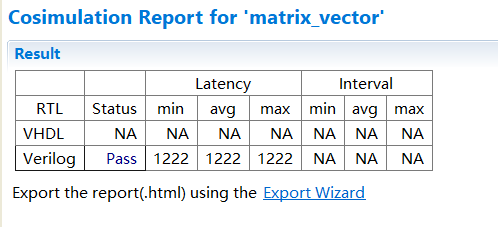 Cosimulation Report for 'matrix_vector'
Result
Latency Interval
RTL Status min avg max min avg max
VHDL NA NA NA NA NA NA NA
Verilog Pass 1222 1222 1222 NA NA NA
Export the report(.html) using the Export Wizard